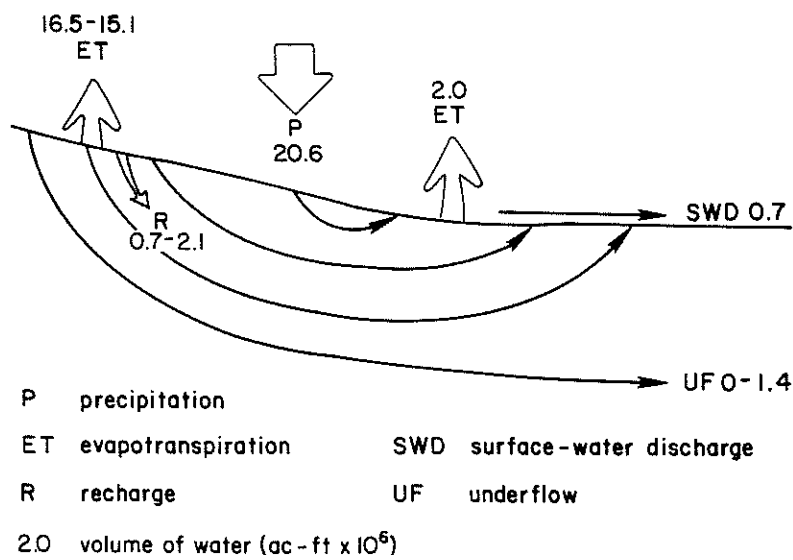 16.5-15.1
ET
P
20.6
2.0
ET
R
0.7-2.1
SWD 0.7
UF 0-1.4
P precipitation
ET evapotranspiration SWD surface-water discharge
R recharge UF underflow
2.0 volume of water (ac-ft x 10⁶)